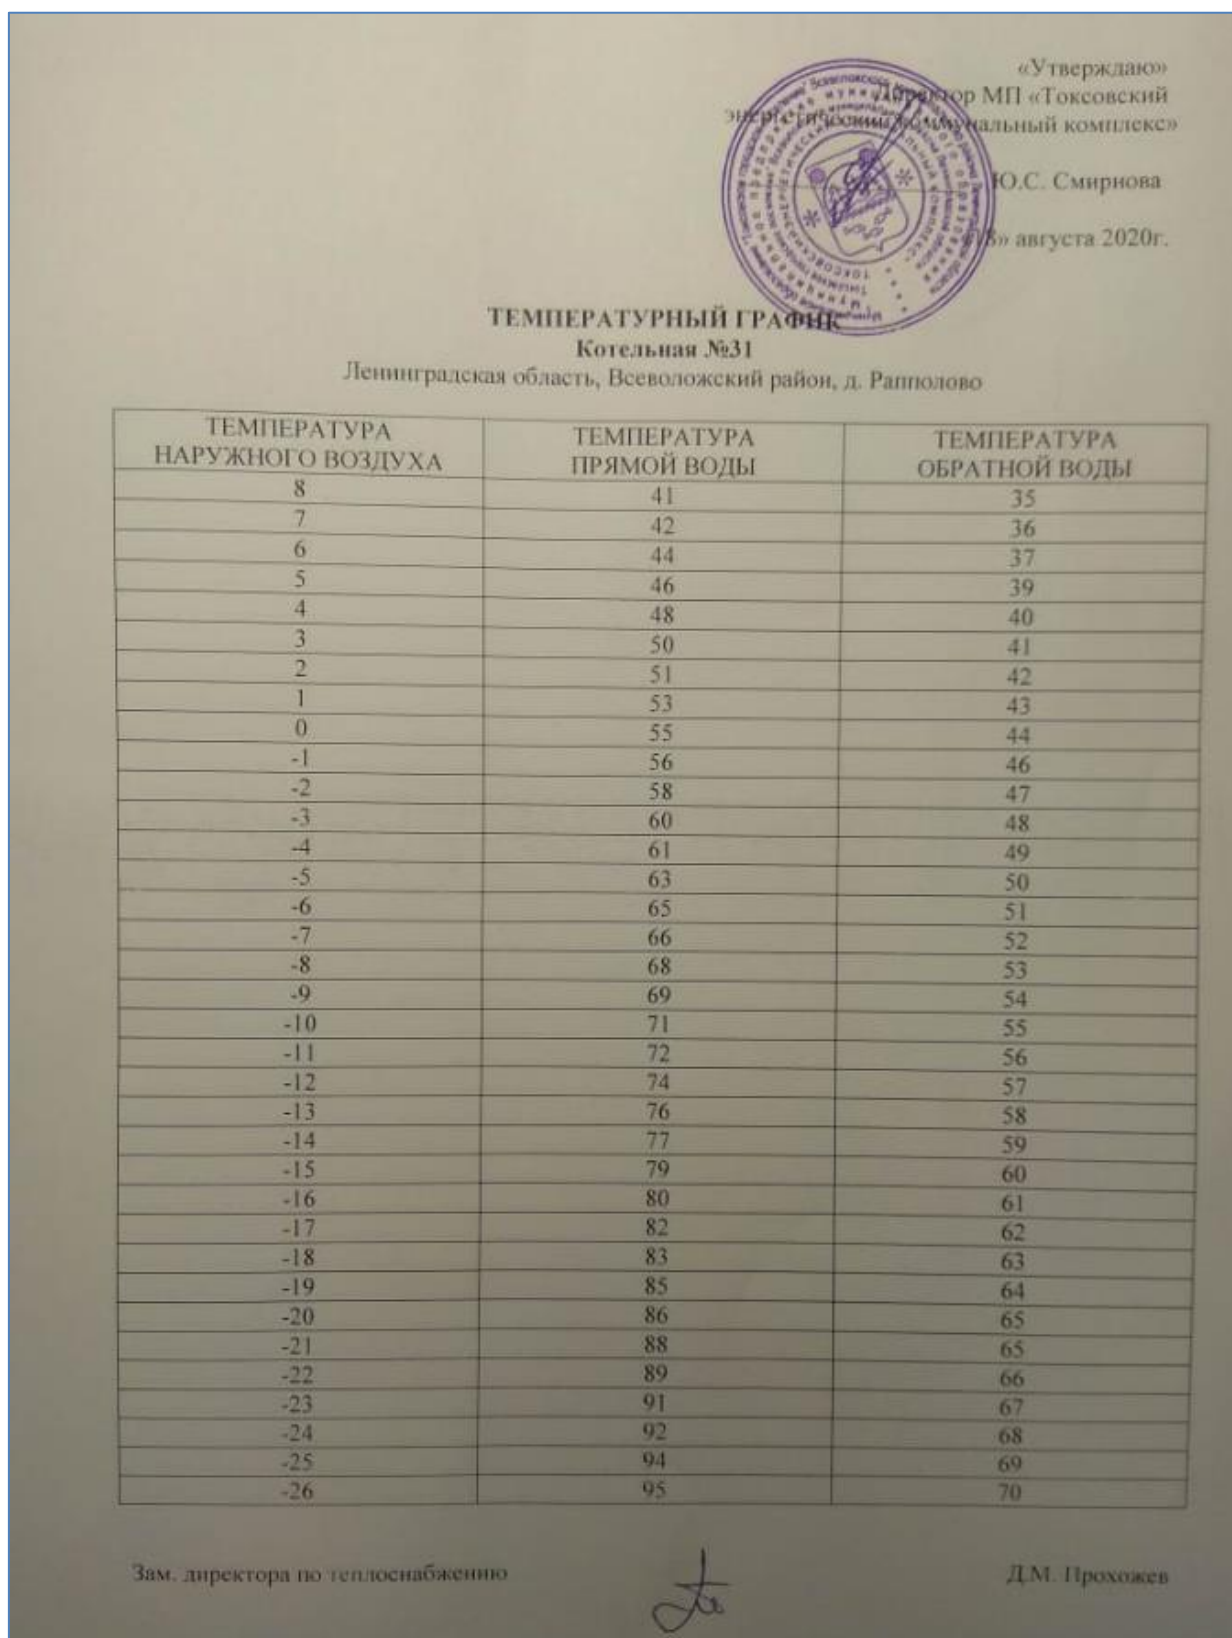 «Утверждаю»
Директор МП «Токсовский
энергетический коммунальный комплекс»
Ю.С. Смирнова
августа 2020г.
ТЕМПЕРАТУРНЫЙ ГРАФИК
Котельная №31
Ленинградская область, Всеволожский район, д. Рапполово
ТЕМПЕРАТУРА НАРУЖНОГО ВОЗДУХА ТЕМПЕРАТУРА ПРЯМОЙ ВОДЫ ТЕМПЕРАТУРА ОБРАТНОЙ ВОДЫ
8 41 35
7 42 36
6 44 37
5 46 39
4 48 40
3 50 41
2 51 42
1 53 43
0 55 44
-1 56 46
-2 58 47
-3 60 48
-4 61 49
-5 63 50
-6 65 51
-7 66 52
-8 68 53
-9 69 54
-10 71 55
-11 72 56
-12 74 57
-13 76 58
-14 77 59
-15 79 60
-16 80 61
-17 82 62
-18 83 63
-19 85 64
-20 86 65
-21 88 65
-22 89 66
-23 91 67
-24 92 68
-25 94 69
-26 95 70
Зам. директора по теплоснабжению Д.М. Прохожев